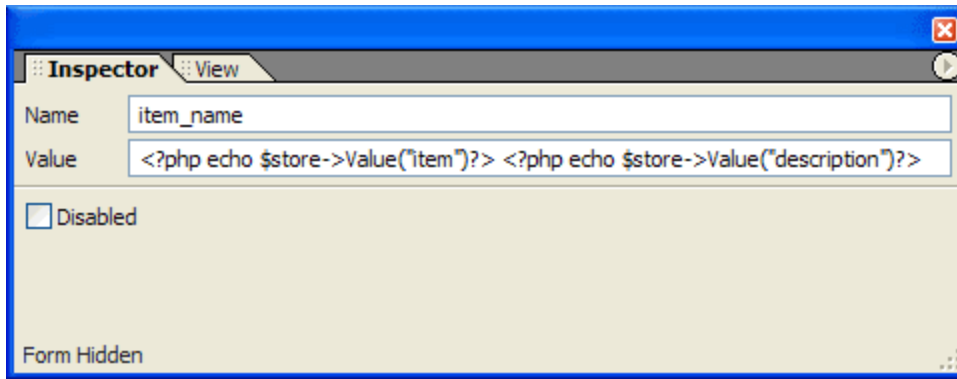 Inspector View
Name item_name
Value <?php echo $store->Value("item")?> <?php echo $store->Value("description")?>
Disabled
Form Hidden